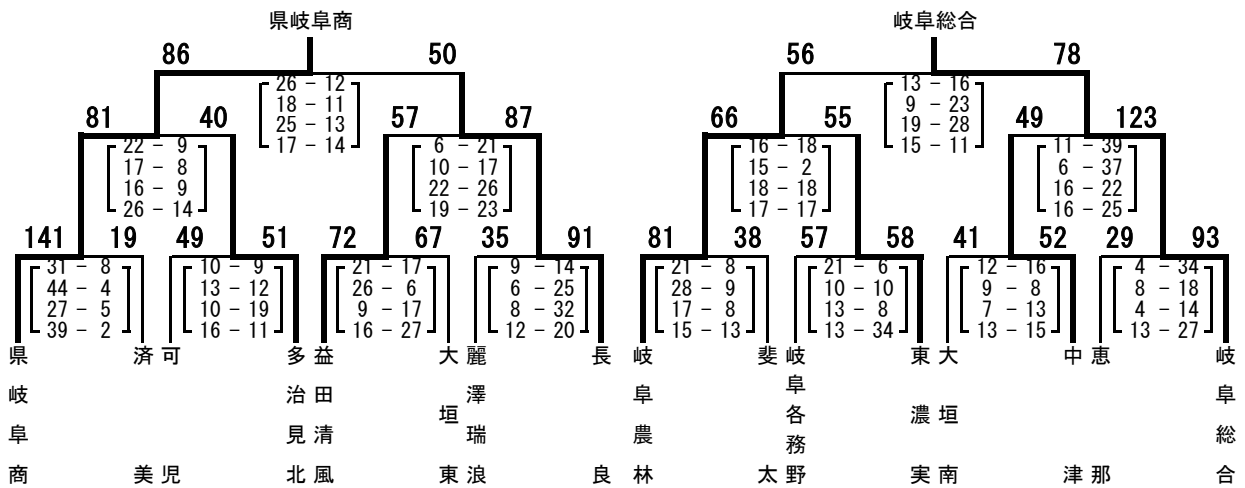 県岐阜商 岐阜総合
86 50 56 78
26 - 12 13 - 16
18 - 11 9 - 23
25 - 13 19 - 28
17 - 14 15 - 11
81 40 57 87 66 55 49 123
22 - 9 6 - 21 16 - 18 11 - 39
17 - 8 10 - 17 15 - 2 6 - 37
16 - 9 22 - 26 18 - 18 16 - 22
26 - 14 19 - 23 17 - 17 16 - 25
141 19 49 51 72 67 35 91 81 38 57 58 41 52 29 93
31 - 8 10 - 9 21 - 17 9 - 14 21 - 8 21 - 6 12 - 16 4 - 34
44 - 4 13 - 12 26 - 6 6 - 25 28 - 9 10 - 10 9 - 8 8 - 18
27 - 5 10 - 19 9 - 17 8 - 32 17 - 8 13 - 8 7 - 13 4 - 14
39 - 2 16 - 11 16 - 27 12 - 20 15 - 13 13 - 34 13 - 15 13 - 27
県岐阜商
済美
可児
多治見北
益田清風
大垣東
麗澤瑞浪
長良
岐阜農林
斐太
岐阜各務野
東濃実
大垣南
中津
恵那
岐阜総合